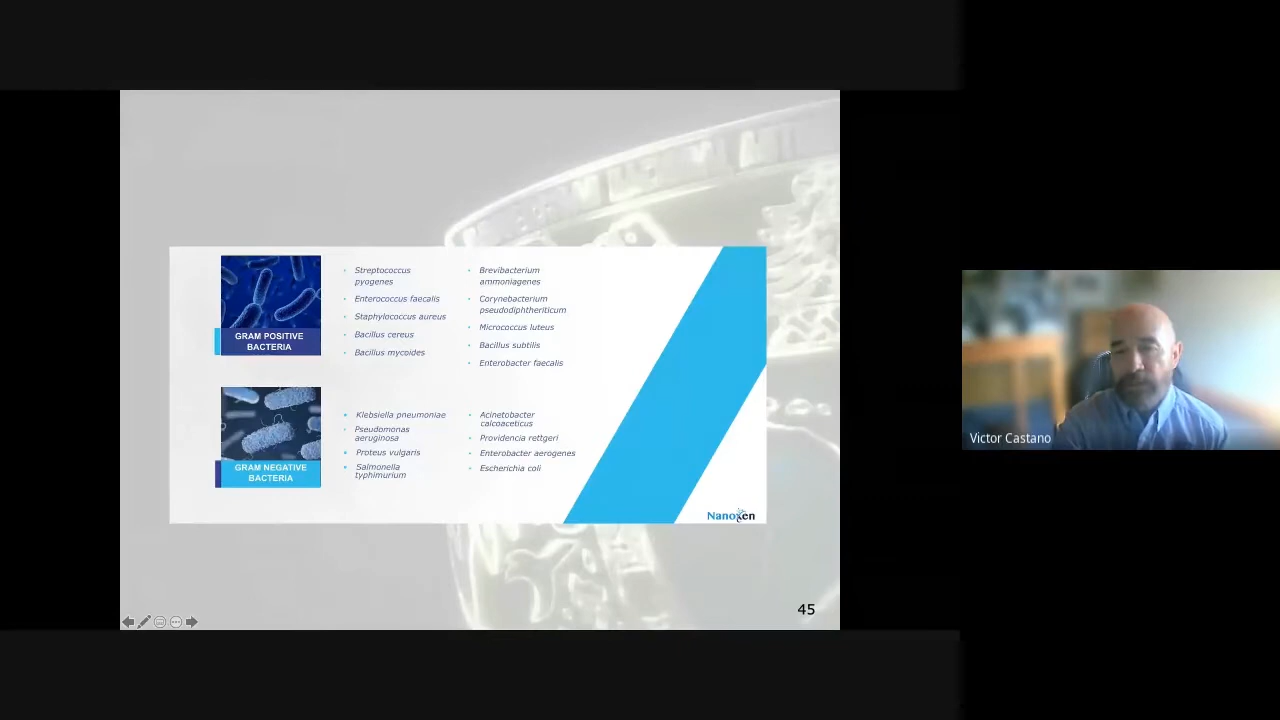 GRAM POSITIVE
BACTERIA
Streptococcus
pyogenes
Enterococcus faecalis
Staphylococcus aureus
Bacillus cereus
Bacillus mycoides
Brevibacterium
ammoniagenes
Corynebacterium
pseudodiphtheriticum
Micrococcus luteus
Bacillus subtilis
Enterobacter faecalis
GRAM NEGATIVE
BACTERIA
Klebsiella pneumoniae
Pseudomonas
aeruginosa
Proteus vulgaris
Salmonella
typhimurium
Acinetobacter
calcoaceticus
Providencia rettgeri
Enterobacter aerogenes
Escherichia coli
NanoXen
45
Victor Castano